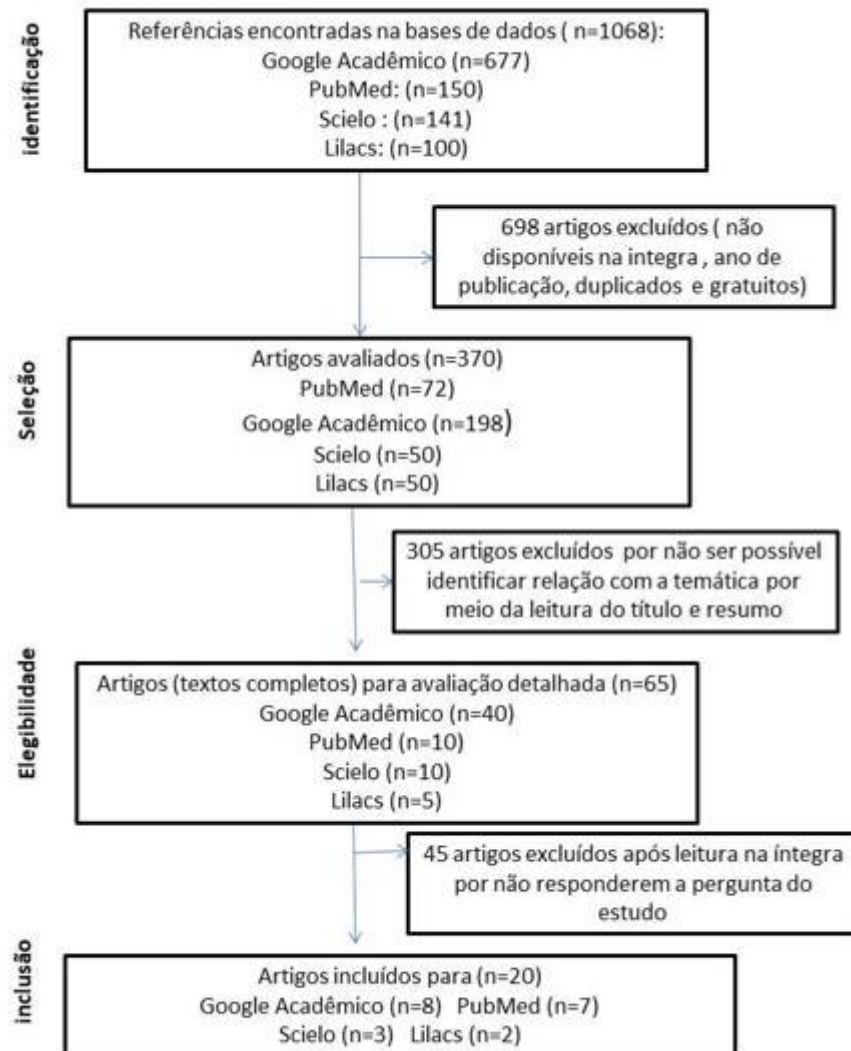 identificação
Referências encontradas na bases de dados ( n=1068):
Google Acadêmico (n=677)
PubMed: (n=150)
Scielo : (n=141)
Lilacs: (n=100)
698 artigos excluídos ( não
disponíveis na integra , ano de
publicação, duplicados e gratuitos)
Seleção
Artigos avaliados (n=370)
PubMed (n=72)
Google Acadêmico (n=198)
Scielo (n=50)
Lilacs (n=50)
305 artigos excluídos por não ser possível
identificar relação com a temática por
meio da leitura do título e resumo
Elegibilidade
Artigos (textos completos) para avaliação detalhada (n=65)
Google Acadêmico (n=40)
PubMed (n=10)
Scielo (n=10)
Lilacs (n=5)
45 artigos excluídos após leitura na íntegra
por não responderem a pergunta do
estudo
inclusão
Artigos incluídos para (n=20)
Google Acadêmico (n=8) PubMed (n=7)
Scielo (n=3) Lilacs (n=2)